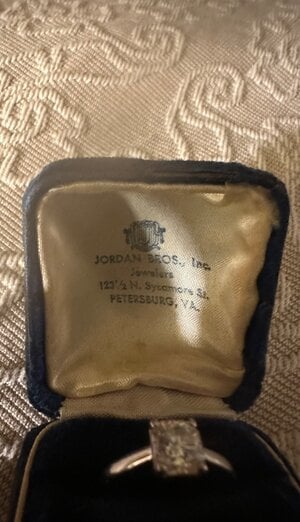 JORDAN BROS., Inc.
Jewelers
123½ N. Sycamore St.
PETERSBURG, VA.